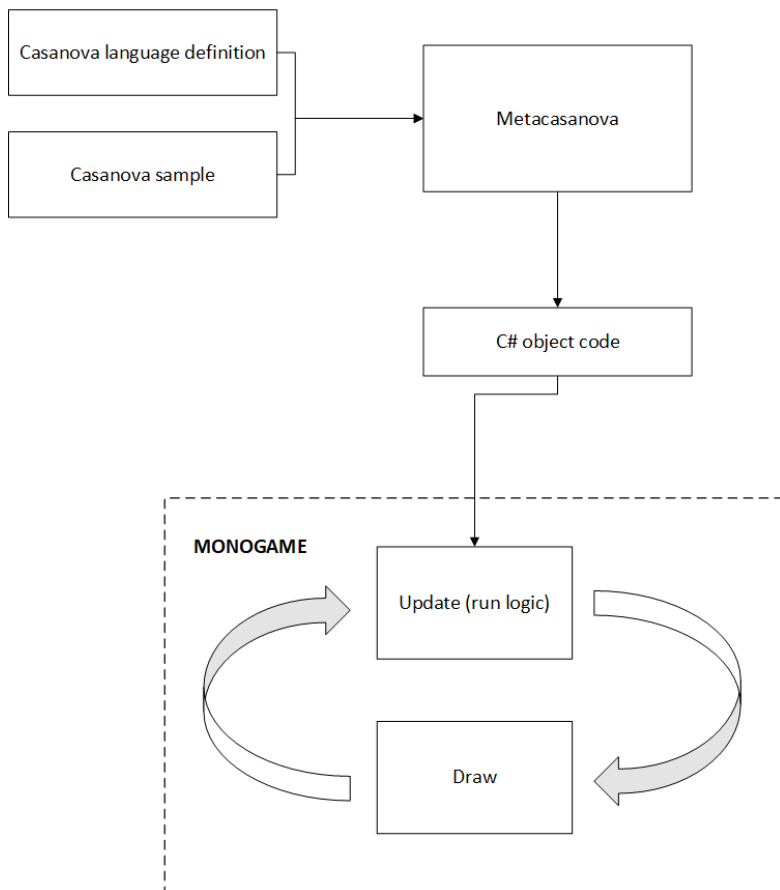 Casanova language definition
Metacasanova
Casanova sample
C# object code
MONOGAME
Update (run logic)
Draw